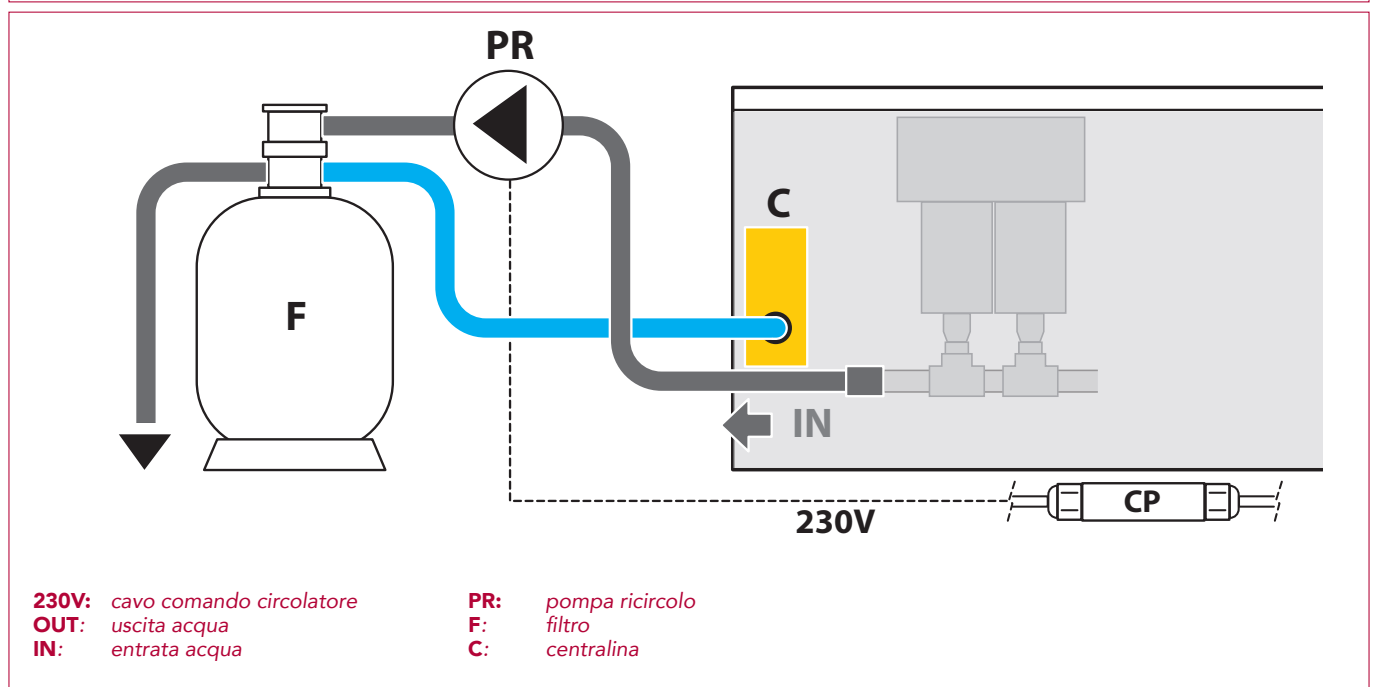 PR
C
F
IN
230V
CP
230V: cavo comando circolatore
OUT: uscita acqua
IN: entrata acqua
PR: pompa ricircolo
F: filtro
C: centralina